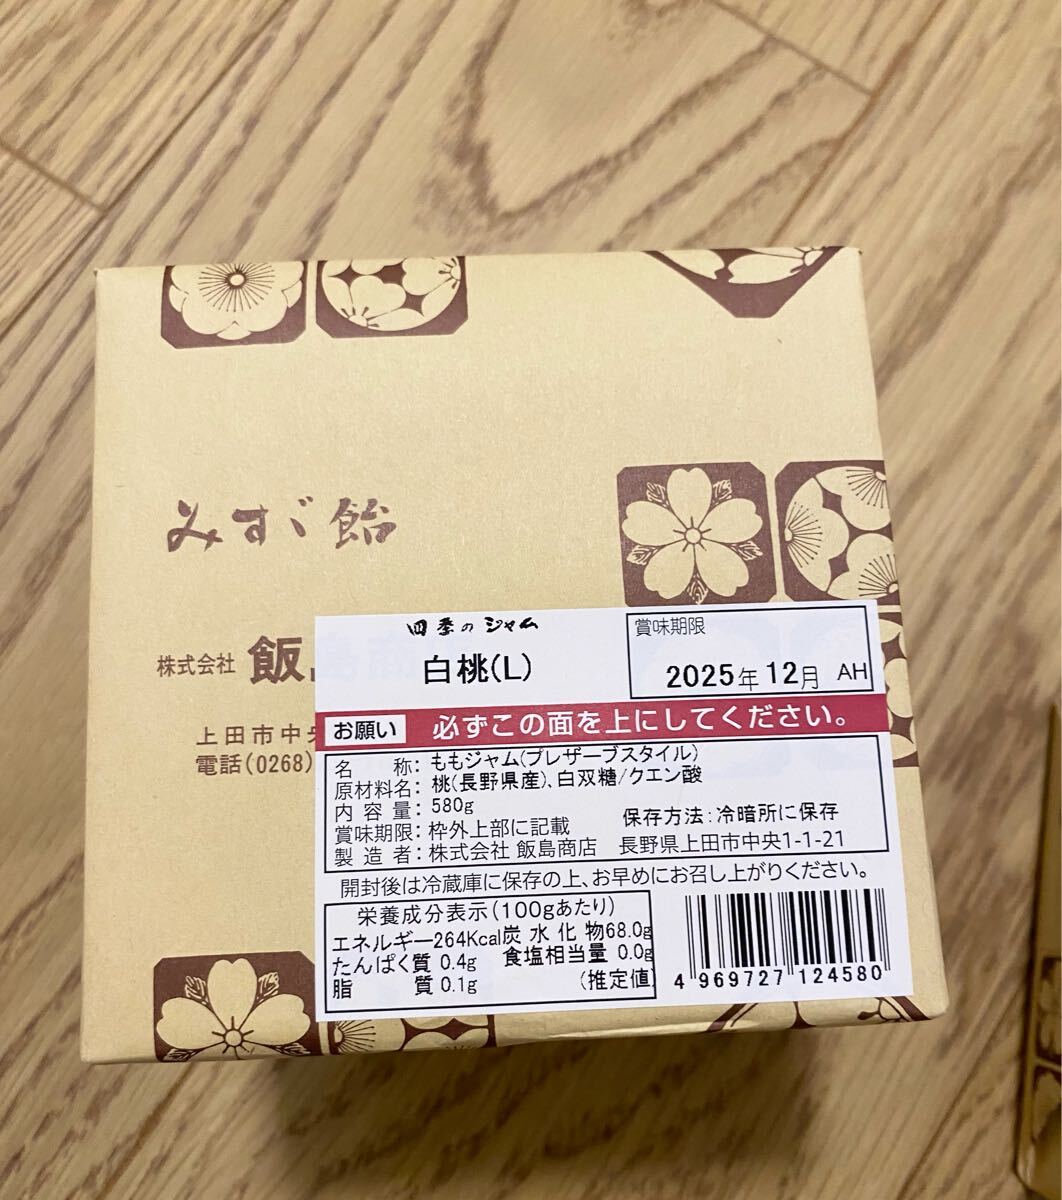 みすゞ飴
株式会社 飯島商
上田市中央
電話(0268)
四季のジャム
白桃(L)
賞味期限
2025年12月 AH
お願い 必ずこの面を上にしてください。
名称:ももジャム(プレザーブスタイル)
原材料名:桃(長野県産)、白双糖/クエン酸
内容量:580g 保存方法:冷暗所に保存
賞味期限:枠外上部に記載
製造者:株式会社 飯島商店 長野県上田市中央1-1-21
開封後は冷蔵庫に保存の上、お早めにお召し上がりください。
栄養成分表示(100gあたり)
エネルギー264Kcal 炭水化物68.0g
たんぱく質 0.4g 食塩相当量 0.0g
脂質0.1g (推定値)
4 969727 124580